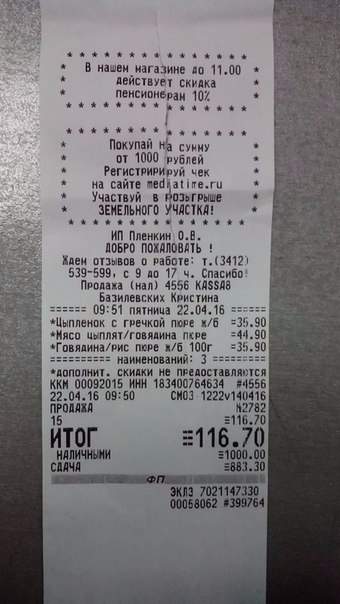 * * * * * * * * * * * * * * * *
* В нашем магазине до 11.00 *
* действует скидка *
* пенсионерам 10% *
* * * * * * * * * * * * * * * *
* * * * * * * * * * * * * * * *
* Покупай на сумму *
* от 1000 рублей *
* Регистрируй чек *
* на сайте mediatime.ru *
* Участвуй в розыгрыше *
* ЗЕМЕЛЬНОГО УЧАСТКА! *
* * * * * * * * * * * * * * * *
ИП Пленкин О.В.
ДОБРО ПОЖАЛОВАТЬ !
Ждем отзывов о работе: т.(3412)
539-599, с 9 до 17 ч. Спасибо!
Продажа (нал) 4556 KASSA8
Базилевских Кристина
====== 09:51 пятница 22.04.16 ======
*Цыпленок с гречкой пюре ж/б =35.90
*Мясо цыплят/говядина пюре =44.90
*Говядина/рис пюре ж/б 100г =35.90
========== наименований: 3 ==========
*ДОПОЛНИТ. СКИДКИ НЕ ПРЕДОСТАВЛЯЮТСЯ
ККМ 00092015 ИНН 183400764634 #4556
22.04.16 09:50 СМ03 1222v140416
ПРОДАЖА №2782
15 ≡116.70
ИТОГ ≡116.70
НАЛИЧНЫМИ ≡1000.00
СДАЧА ≡883.30
ФП
ЭКЛЗ 7021147330
00058062 #399764